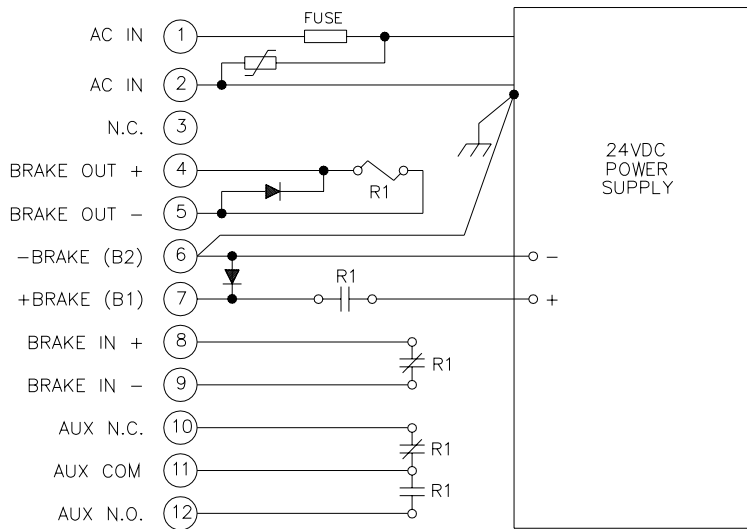 FUSE
AC IN 1
AC IN 2
N.C. 3
BRAKE OUT + 4
R1
BRAKE OUT - 5
-BRAKE (B2) 6
-
+BRAKE (B1) 7
R1
+
BRAKE IN + 8
R1
BRAKE IN - 9
AUX N.C. 10
R1
AUX COM 11
R1
AUX N.O. 12
24VDC
POWER
SUPPLY